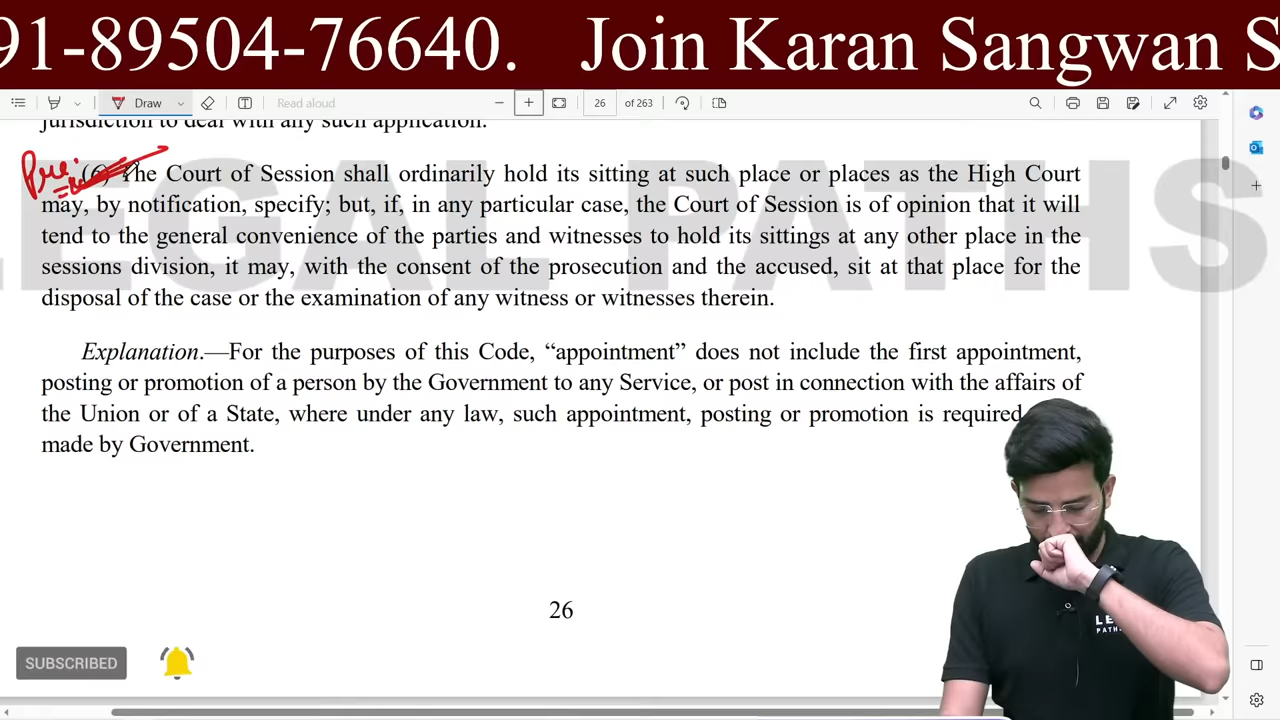 91-89504-76640. Join Karan Sangwan S
Draw
Read aloud
26 of 263
jurisdiction to deal with any such application.
Pre: (6) The Court of Session shall ordinarily hold its sitting at such place or places as the High Court
may, by notification, specify; but, if, in any particular case, the Court of Session is of opinion that it will
tend to the general convenience of the parties and witnesses to hold its sittings at any other place in the
sessions division, it may, with the consent of the prosecution and the accused, sit at that place for the
disposal of the case or the examination of any witness or witnesses therein.
LEGAL PATHS
Explanation.—For the purposes of this Code, “appointment” does not include the first appointment,
posting or promotion of a person by the Government to any Service, or post in connection with the affairs of
the Union or of a State, where under any law, such appointment, posting or promotion is required
made by Government.
26
SUBSCRIBED
LE
PATH